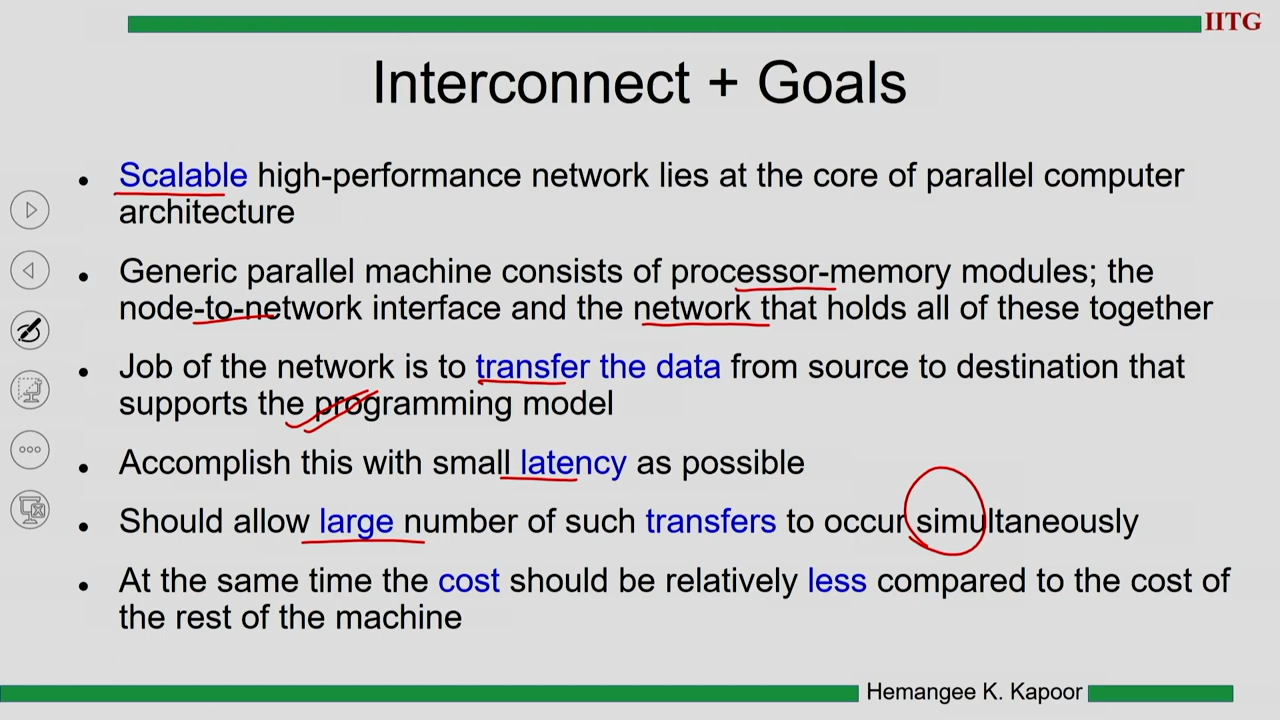 IITG
Interconnect + Goals
• Scalable high-performance network lies at the core of parallel computer
architecture
• Generic parallel machine consists of processor-memory modules; the
node-to-network interface and the network that holds all of these together
• Job of the network is to transfer the data from source to destination that
supports the programming model
• Accomplish this with small latency as possible
• Should allow large number of such transfers to occur simultaneously
• At the same time the cost should be relatively less compared to the cost of
the rest of the machine
Hemangee K. Kapoor